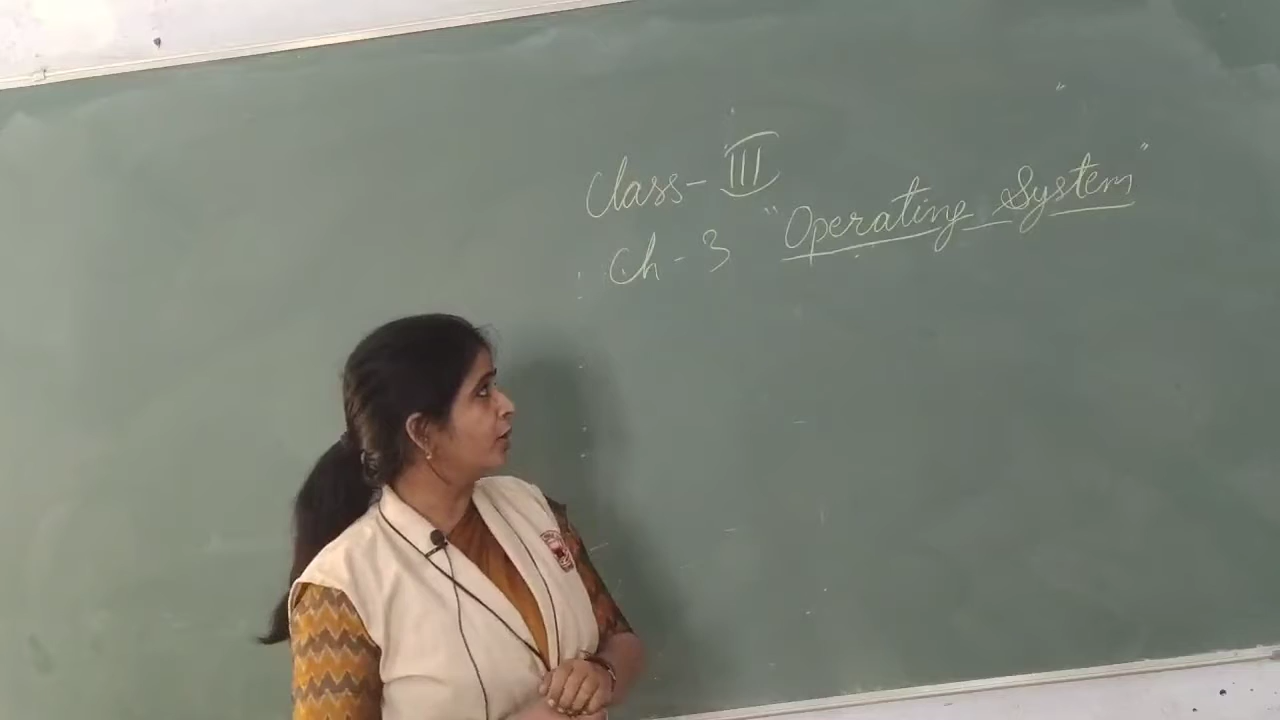 Class - III
Ch - 3 "Operating System"